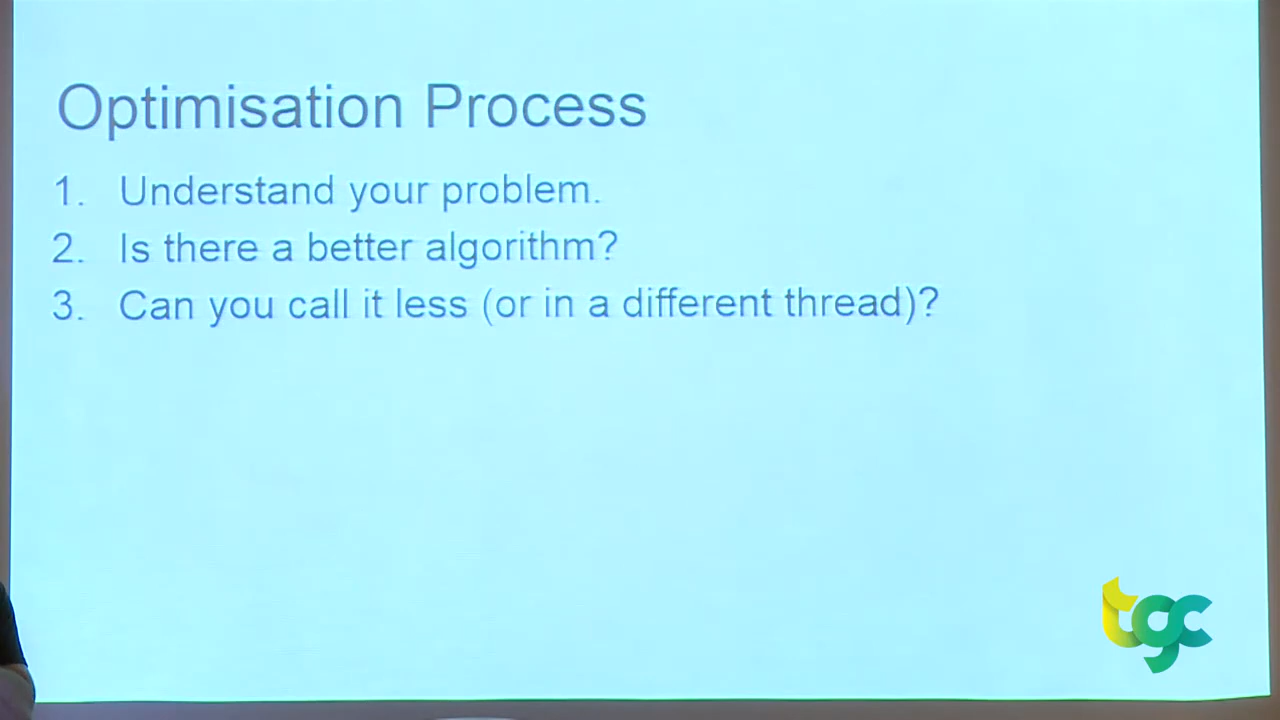 Optimisation Process
1. Understand your problem.
2. Is there a better algorithm?
3. Can you call it less (or in a different thread)?
tgc